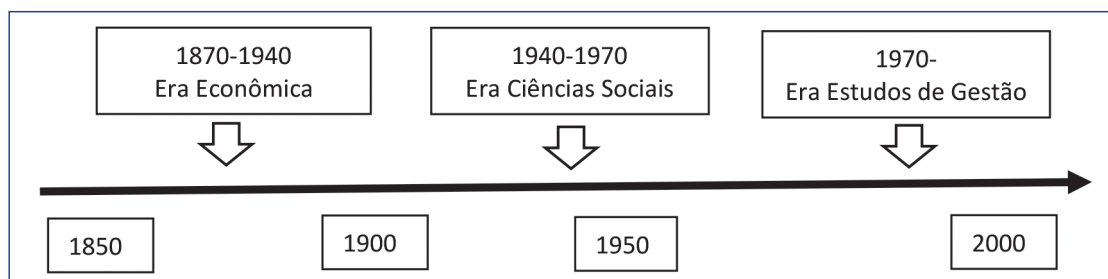 1870-1940
Era Econômica
1940-1970
Era Ciências Sociais
1970-
Era Estudos de Gestão
1850
1900
1950
2000